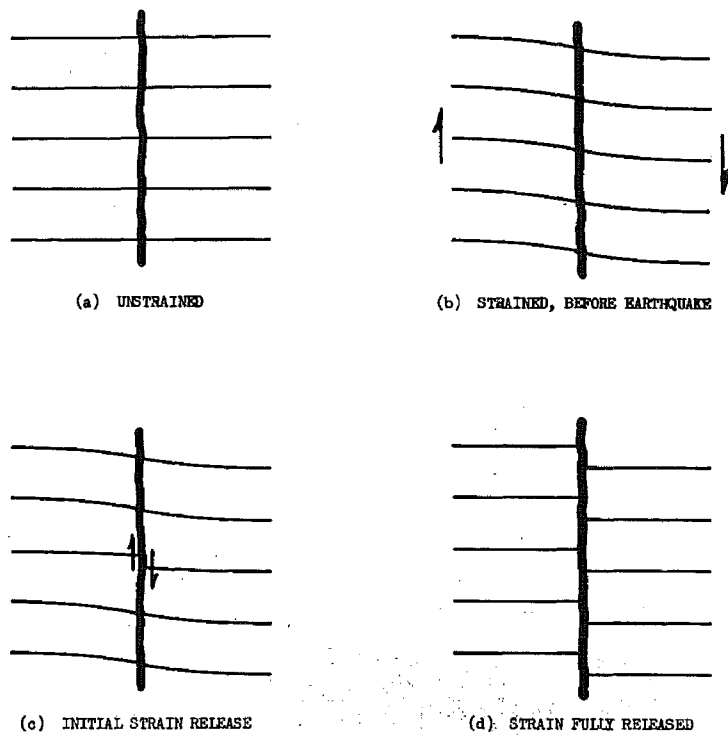 (a) UNSTRAINED
(b) STRAINED, BEFORE EARTHQUAKE
(c) INITIAL STRAIN RELEASE
(d) STRAIN FULLY RELEASED